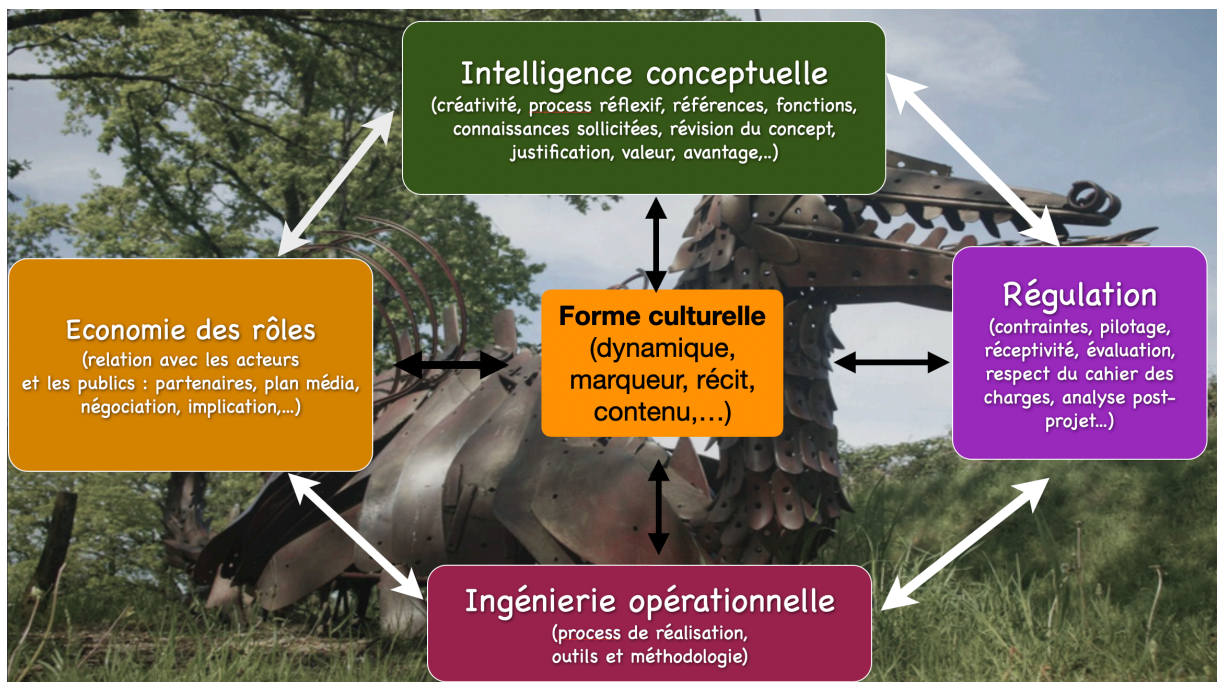 Intelligence conceptuelle
(créativité, process réflexif, références, fonctions,
connaissances sollicitées, révision du concept,
justification, valeur, avantage,..)
Economie des rôles
(relation avec les acteurs
et les publics : partenaires, plan média,
négociation, implication,...)
Forme culturelle
(dynamique,
marqueur, récit,
contenu,...)
Régulation
(contraintes, pilotage,
réceptivité, évaluation,
respect du cahier des
charges, analyse post-
projet...)
Ingénierie opérationnelle
(process de réalisation,
outils et méthodologie)